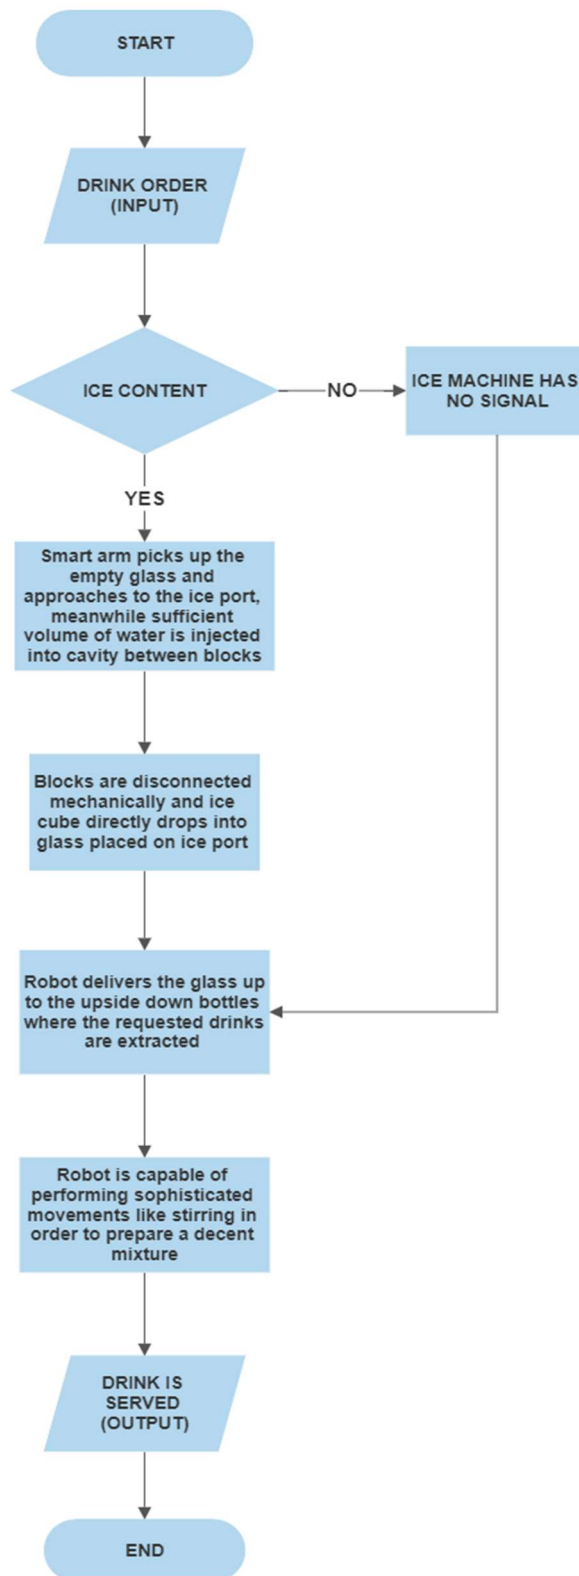 START
DRINK ORDER
(INPUT)
ICE CONTENT
NO
ICE MACHINE HAS
NO SIGNAL
YES
Smart arm picks up the
empty glass and
approaches to the ice port,
meanwhile sufficient
volume of water is injected
into cavity between blocks
Blocks are disconnected
mechanically and ice
cube directly drops into
glass placed on ice port
Robot delivers the glass up
to the upside down bottles
where the requested drinks
are extracted
Robot is capable of
performing sophisticated
movements like stirring in
order to prepare a decent
mixture
DRINK IS
SERVED
(OUTPUT)
END